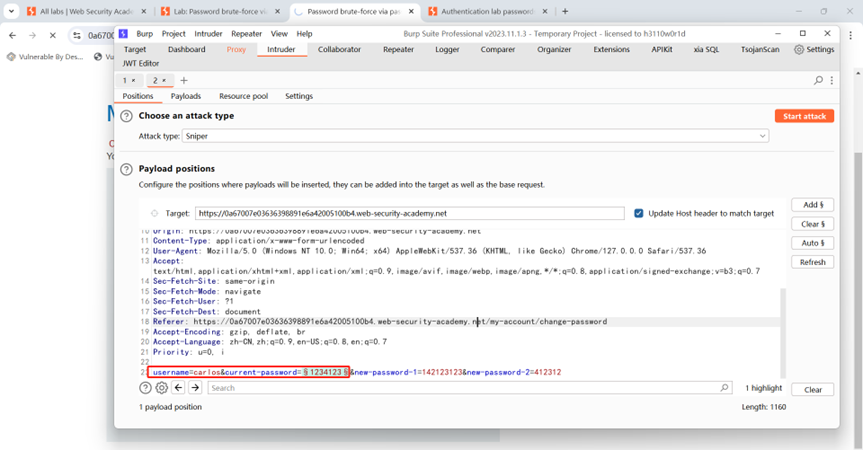 All labs | Web Security Acade
Lab: Password brute-force via
Password brute-force via pas
Authentication lab password
0a670
Vulnerable By Des...
Vu
Burp Project Intruder Repeater View Help
Burp Suite Professional v2023.11.1.3 - Temporary Project - licensed to h3110w0r1d
Target Dashboard Proxy Intruder Collaborator Repeater Logger Comparer Organizer Extensions APIKit xia SQL TsojanScan Settings
JWT Editor
1 × 2 ×
Positions Payloads Resource pool Settings
Choose an attack type
Start attack
Attack type: Sniper
Payload positions
Configure the positions where payloads will be inserted, they can be added into the target as well as the base request.
Target: https://0a67007e03636398891e6a42005100b4.web-security-academy.net
Update Host header to match target
Add §
Clear §
Auto §
Refresh
10 Origin: https://0a67007e03636398891e6a42005100b4.web-security-academy.net
11 Content-Type: application/x-www-form-urlencoded
12 User-Agent: Mozilla/5.0 (Windows NT 10.0; Win64; x64) AppleWebKit/537.36 (KHTML, like Gecko) Chrome/127.0.0.0 Safari/537.36
13 Accept:
text/html,application/xhtml+xml,application/xml;q=0.9,image/avif,image/webp,image/apng,*/*;q=0.8,application/signed-exchange;v=b3;q=0.7
14 Sec-Fetch-Site: same-origin
15 Sec-Fetch-Mode: navigate
16 Sec-Fetch-User: ?1
17 Sec-Fetch-Dest: document
18 Referer: https://0a67007e03636398891e6a42005100b4.web-security-academy.net/my-account/change-password
19 Accept-Encoding: gzip, deflate, br
20 Accept-Language: zh-CN,zh;q=0.9,en-US;q=0.8,en;q=0.7
21 Priority: u=0, i
22
23 username=carlos&current-password=§1234123§&new-password-1=142123123&new-password-2=412312
Search
1 highlight
Clear
1 payload position
Length: 1160